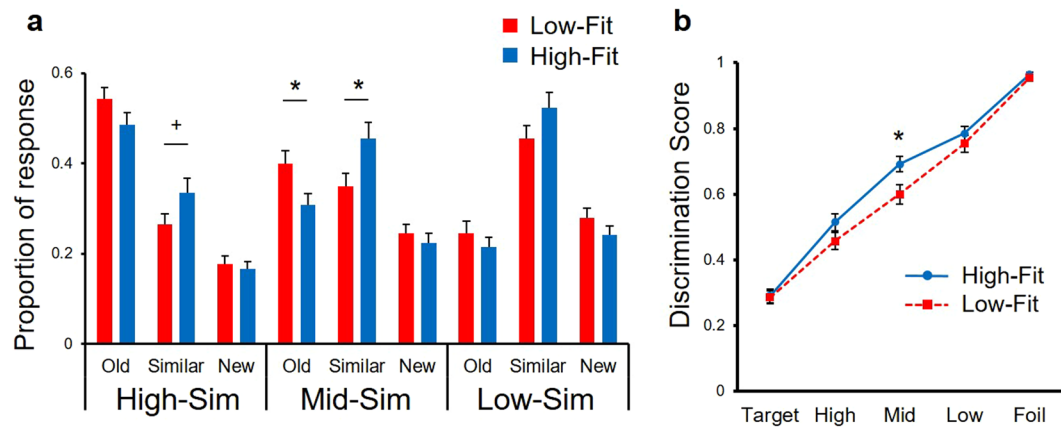 a
Low-Fit
High-Fit
Proportion of response
0.6
0.4
0.2
0
+
*
*
Old Similar New Old Similar New Old Similar New
High-Sim Mid-Sim Low-Sim
b
Discrimination Score
1
0.8
0.6
0.4
0.2
*
High-Fit
Low-Fit
Target High Mid Low Foil